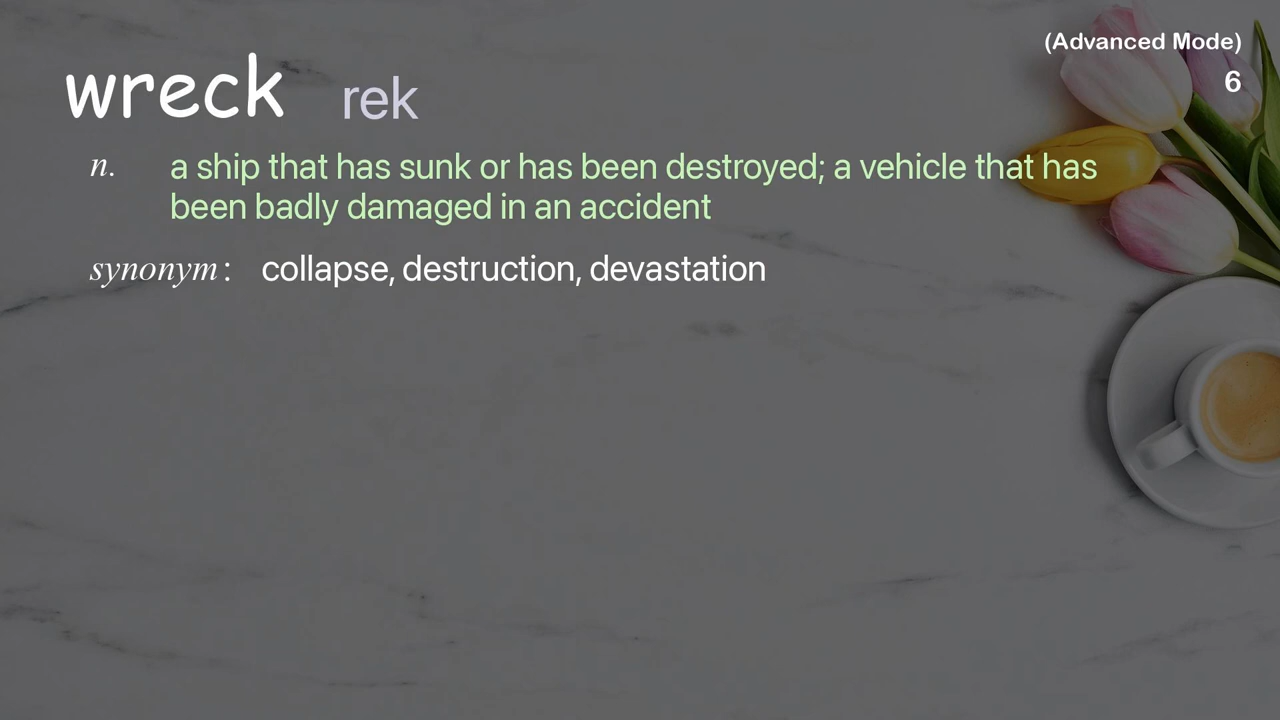 (Advanced Mode)
6
wreck rek
n. a ship that has sunk or has been destroyed; a vehicle that has
been badly damaged in an accident
synonym: collapse, destruction, devastation